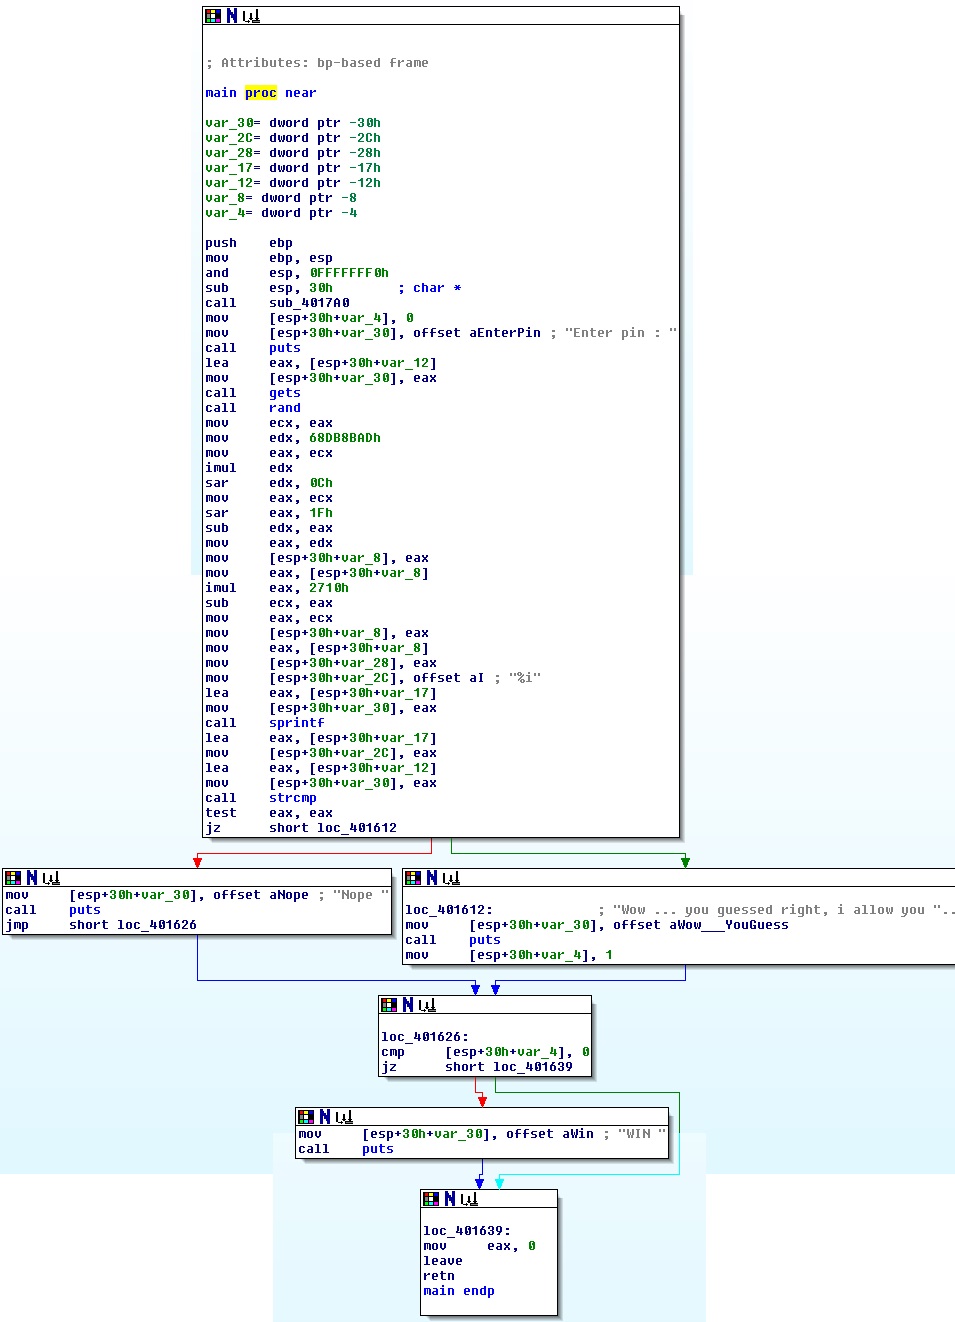 ; Attributes: bp-based frame
main proc near
var_30= dword ptr -30h
var_2C= dword ptr -2Ch
var_28= dword ptr -28h
var_17= dword ptr -17h
var_12= dword ptr -12h
var_8= dword ptr -8
var_4= dword ptr -4
push ebp
mov ebp, esp
and esp, 0FFFFFFF0h
sub esp, 30h ; char *
call sub_4017A0
mov [esp+30h+var_4], 0
mov [esp+30h+var_30], offset aEnterPin ; "Enter pin : "
call puts
lea eax, [esp+30h+var_12]
mov [esp+30h+var_30], eax
call gets
call rand
mov ecx, eax
mov edx, 68DB8BADh
mov eax, ecx
imul edx
sar edx, 0Ch
mov eax, ecx
sar eax, 1Fh
sub edx, eax
mov eax, edx
mov [esp+30h+var_8], eax
mov eax, [esp+30h+var_8]
imul eax, 2710h
sub ecx, eax
mov eax, ecx
mov [esp+30h+var_8], eax
mov eax, [esp+30h+var_8]
mov [esp+30h+var_28], eax
mov [esp+30h+var_2C], offset aI ; "%i"
lea eax, [esp+30h+var_17]
mov [esp+30h+var_30], eax
call sprintf
lea eax, [esp+30h+var_17]
mov [esp+30h+var_2C], eax
lea eax, [esp+30h+var_12]
mov [esp+30h+var_30], eax
call strcmp
test eax, eax
jz short loc_401612
mov [esp+30h+var_30], offset aNope ; "Nope "
call puts
jmp short loc_401626
loc_401612: ; "Wow ... you guessed right, i allow you "..
mov [esp+30h+var_30], offset aWow___YouGuess
call puts
mov [esp+30h+var_4], 1
loc_401626:
cmp [esp+30h+var_4], 0
jz short loc_401639
mov [esp+30h+var_30], offset aWin ; "WIN "
call puts
loc_401639:
mov eax, 0
leave
retn
main endp